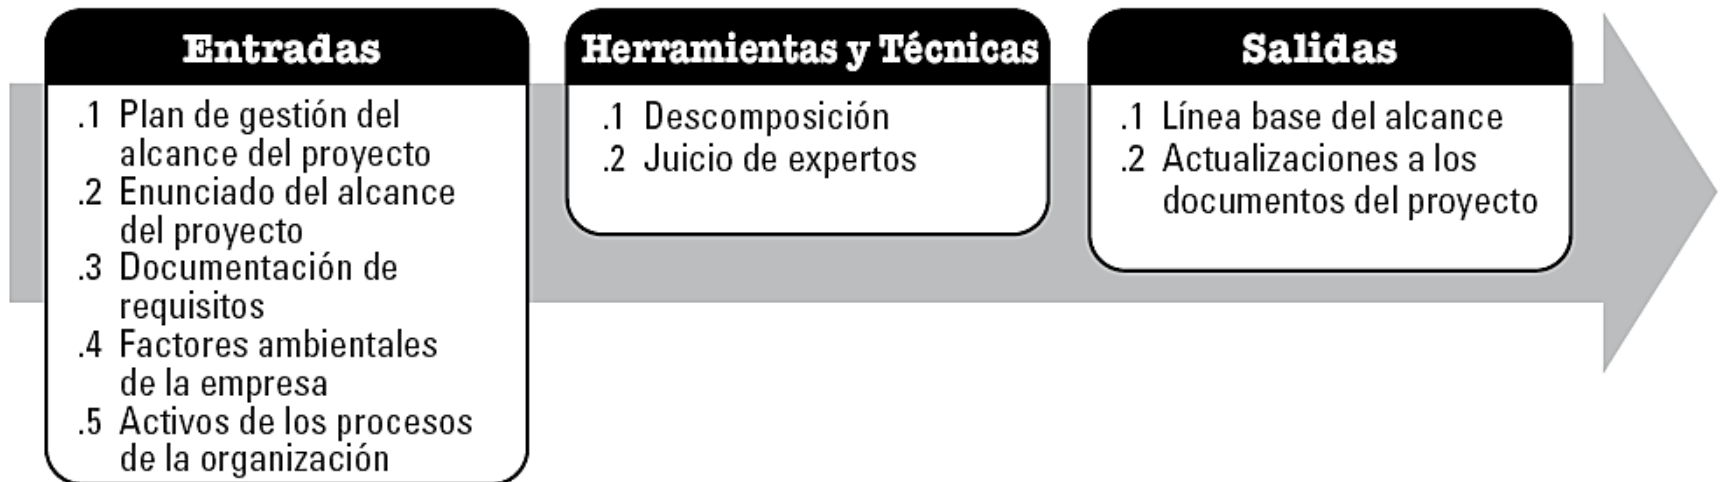 Entradas
.1 Plan de gestión del
alcance del proyecto
.2 Enunciado del alcance
del proyecto
.3 Documentación de
requisitos
.4 Factores ambientales
de la empresa
.5 Activos de los procesos
de la organización
Herramientas y Técnicas
.1 Descomposición
.2 Juicio de expertos
Salidas
.1 Línea base del alcance
.2 Actualizaciones a los
documentos del proyecto